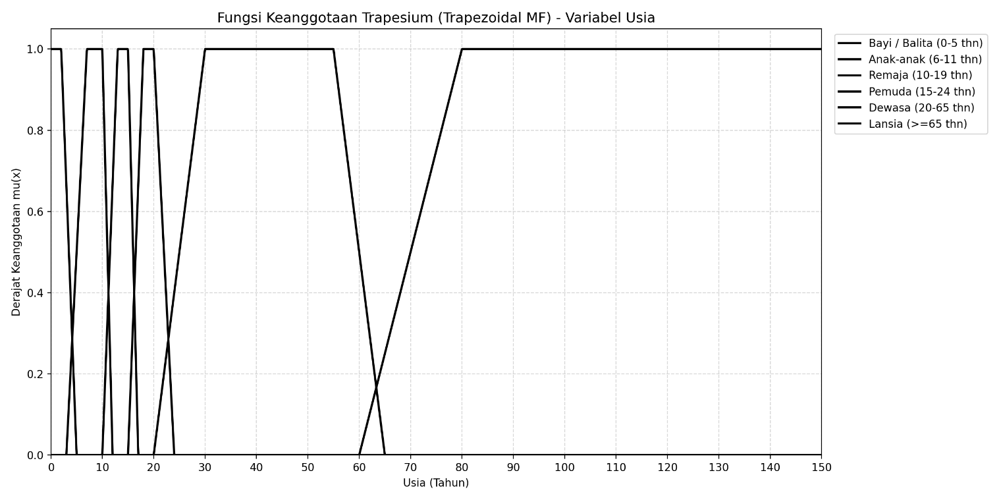 Fungsi Keanggotaan Trapesium (Trapezoidal MF) - Variabel Usia
Derajat Keanggotaan mu(x)
1.0
0.8
0.6
0.4
0.2
0.0
0 10 20 30 40 50 60 70 80 90 100 110 120 130 140 150
Usia (Tahun)
Bayi / Balita (0-5 thn)
Anak-anak (6-11 thn)
Remaja (10-19 thn)
Pemuda (15-24 thn)
Dewasa (20-65 thn)
Lansia (>=65 thn)